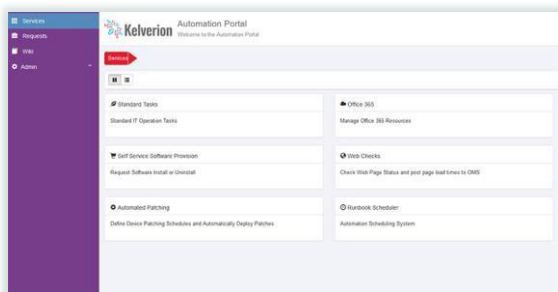 Services
Requests
Wiki
Admin
Kelverion
Automation Portal
Welcome to the Automation Portal
Services
Standard Tasks
Standard IT Operation Tasks
Office 365
Manage Office 365 Resources
Self Service Software Provision
Request Software Install or Uninstall
Web Checks
Check Web Page Status and post page load times to OMS
Automated Patching
Define Device Patching Schedules and Automatically Deploy Patches
Runbook Scheduler
Automation Scheduling System